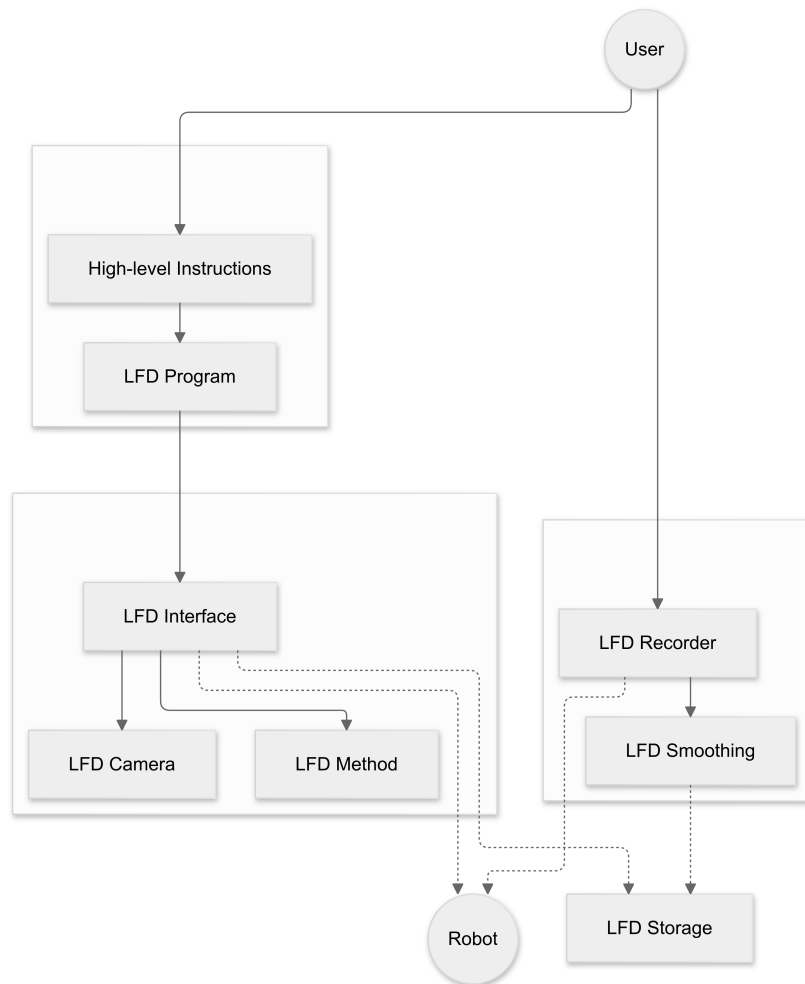 User
High-level Instructions
LFD Program
LFD Interface
LFD Recorder
LFD Camera
LFD Method
LFD Smoothing
Robot
LFD Storage